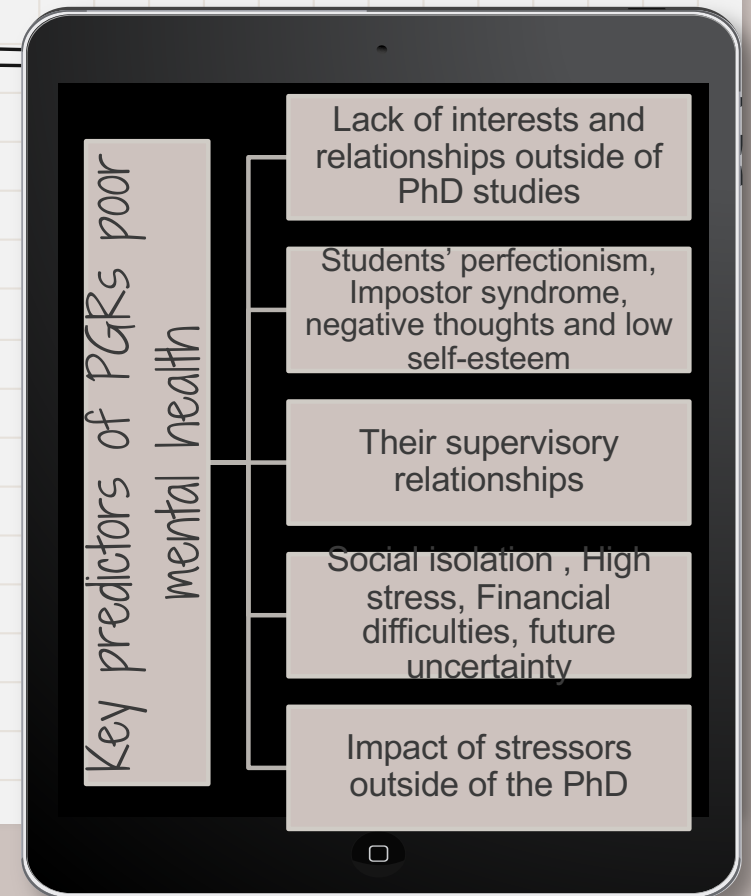 Key predictors of PGRs poor
mental health
Lack of interests and
relationships outside of
PhD studies
Students’ perfectionism,
Impostor syndrome,
negative thoughts and low
self-esteem
Their supervisory
relationships
Social isolation , High
stress, Financial
difficulties, future
uncertainty
Impact of stressors
outside of the PhD